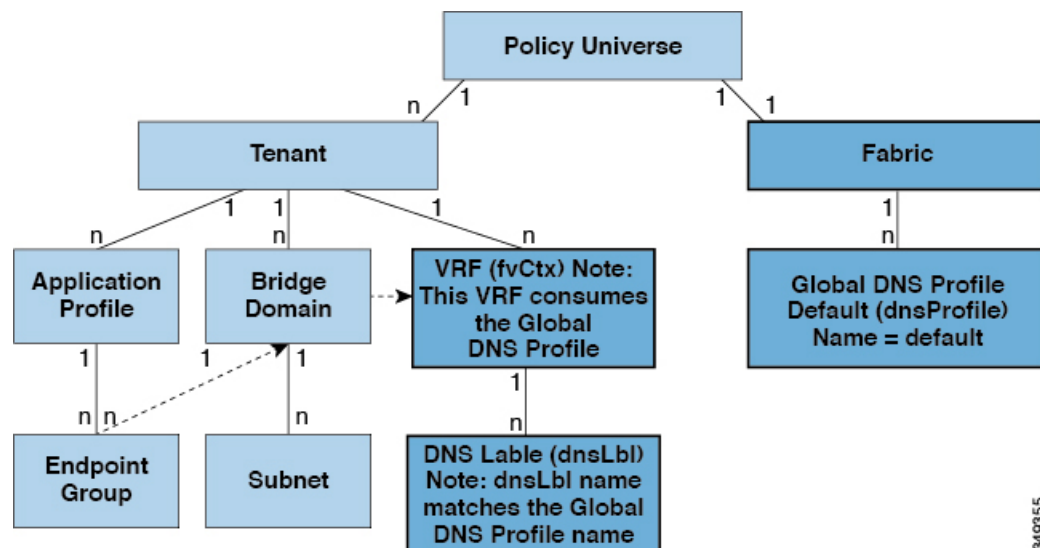 Policy Universe
n
1
1
1
Tenant
Fabric
1
1
1
1
n
n
n
n
Application
Profile
Bridge
Domain
VRF (fvCtx) Note:
This VRF consumes
the Global
DNS Profile
Global DNS Profile
Default (dnsProfile)
Name = default
1
1
1
1
n
n
n
n
Endpoint
Group
Subnet
DNS Lable (dnsLbl)
Note: dnsLbl name
matches the Global
DNS Profile name
349355